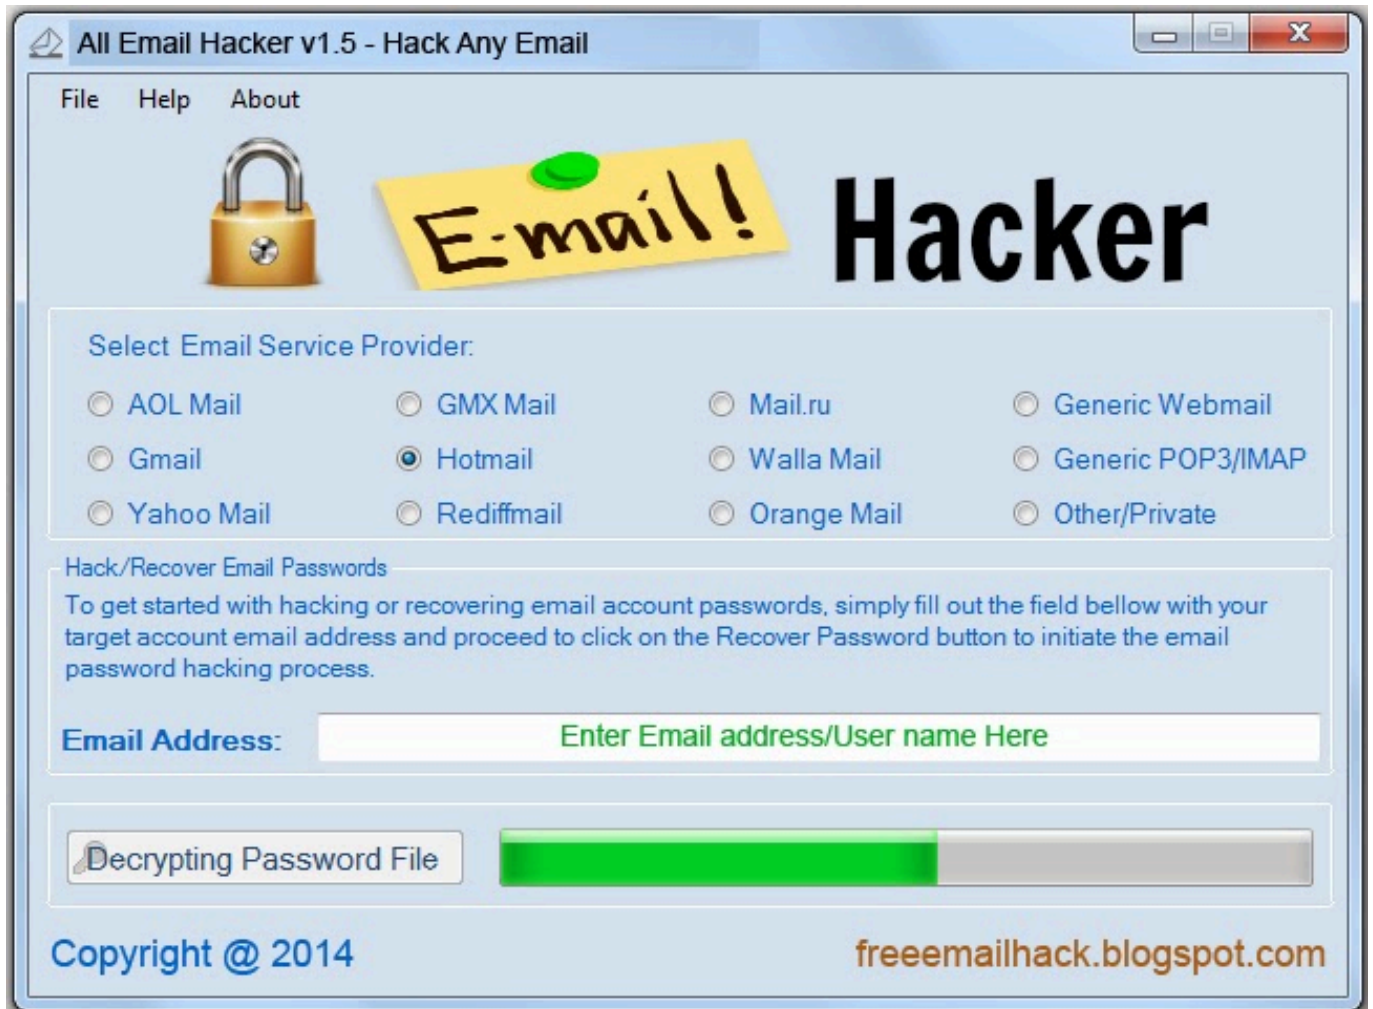 All Email Hacker v1.5 - Hack Any Email
File Help About
E-mail! Hacker
Select Email Service Provider:
AOL Mail GMX Mail Mail.ru Generic Webmail
Gmail Hotmail Walla Mail Generic POP3/IMAP
Yahoo Mail Rediffmail Orange Mail Other/Private
Hack/Recover Email Passwords
To get started with hacking or recovering email account passwords, simply fill out the field bellow with your
target account email address and proceed to click on the Recover Password button to initiate the email
password hacking process.
Email Address: Enter Email address/User name Here
Decrypting Password File
Copyright @ 2014 freeemailhack.blogspot.com